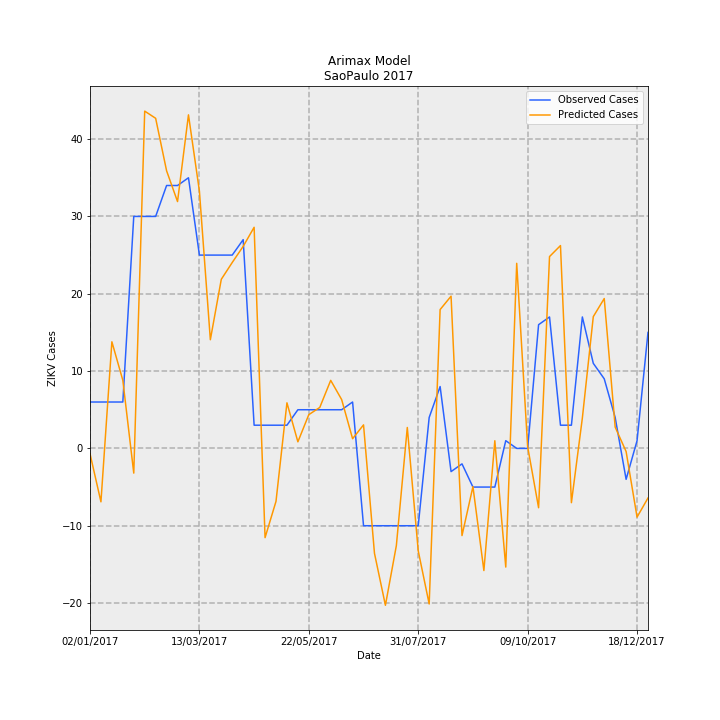 Arimax Model
SaoPaulo 2017
Observed Cases
Predicted Cases
ZIKV Cases
40
30
20
10
0
−10
−20
02/01/2017 13/03/2017 22/05/2017 31/07/2017 09/10/2017 18/12/2017
Date